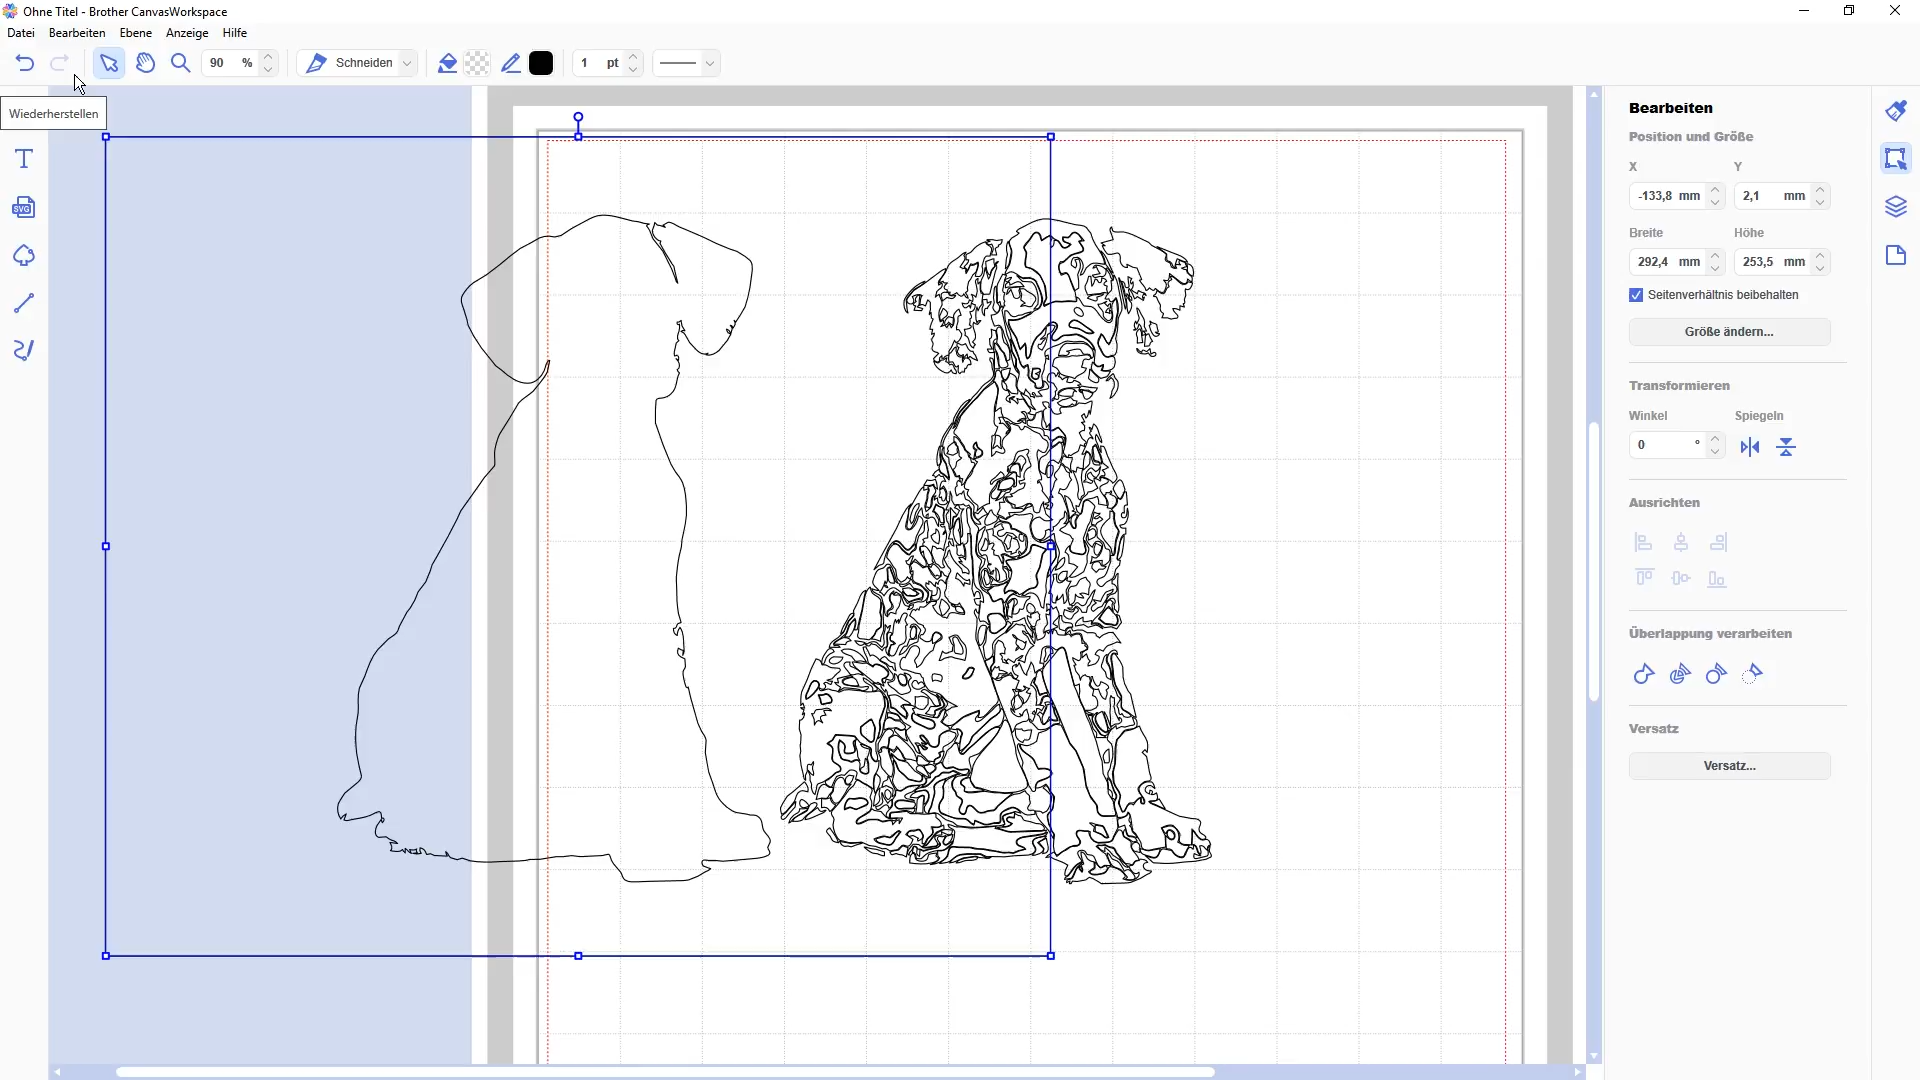 Ohne Titel - Brother CanvasWorkspace
Datei Bearbeiten Ebene Anzeige Hilfe
90 % Schneiden 1 pt
Wiederherstellen
SVG
Bearbeiten
Position und Größe
X Y
-133,8 mm 2,1 mm
Breite Höhe
292,4 mm 253,5 mm
Seitenverhältnis beibehalten
Größe ändern...
Transformieren
Winkel Spiegeln
0 °
Ausrichten
Überlappung verarbeiten
Versatz
Versatz...